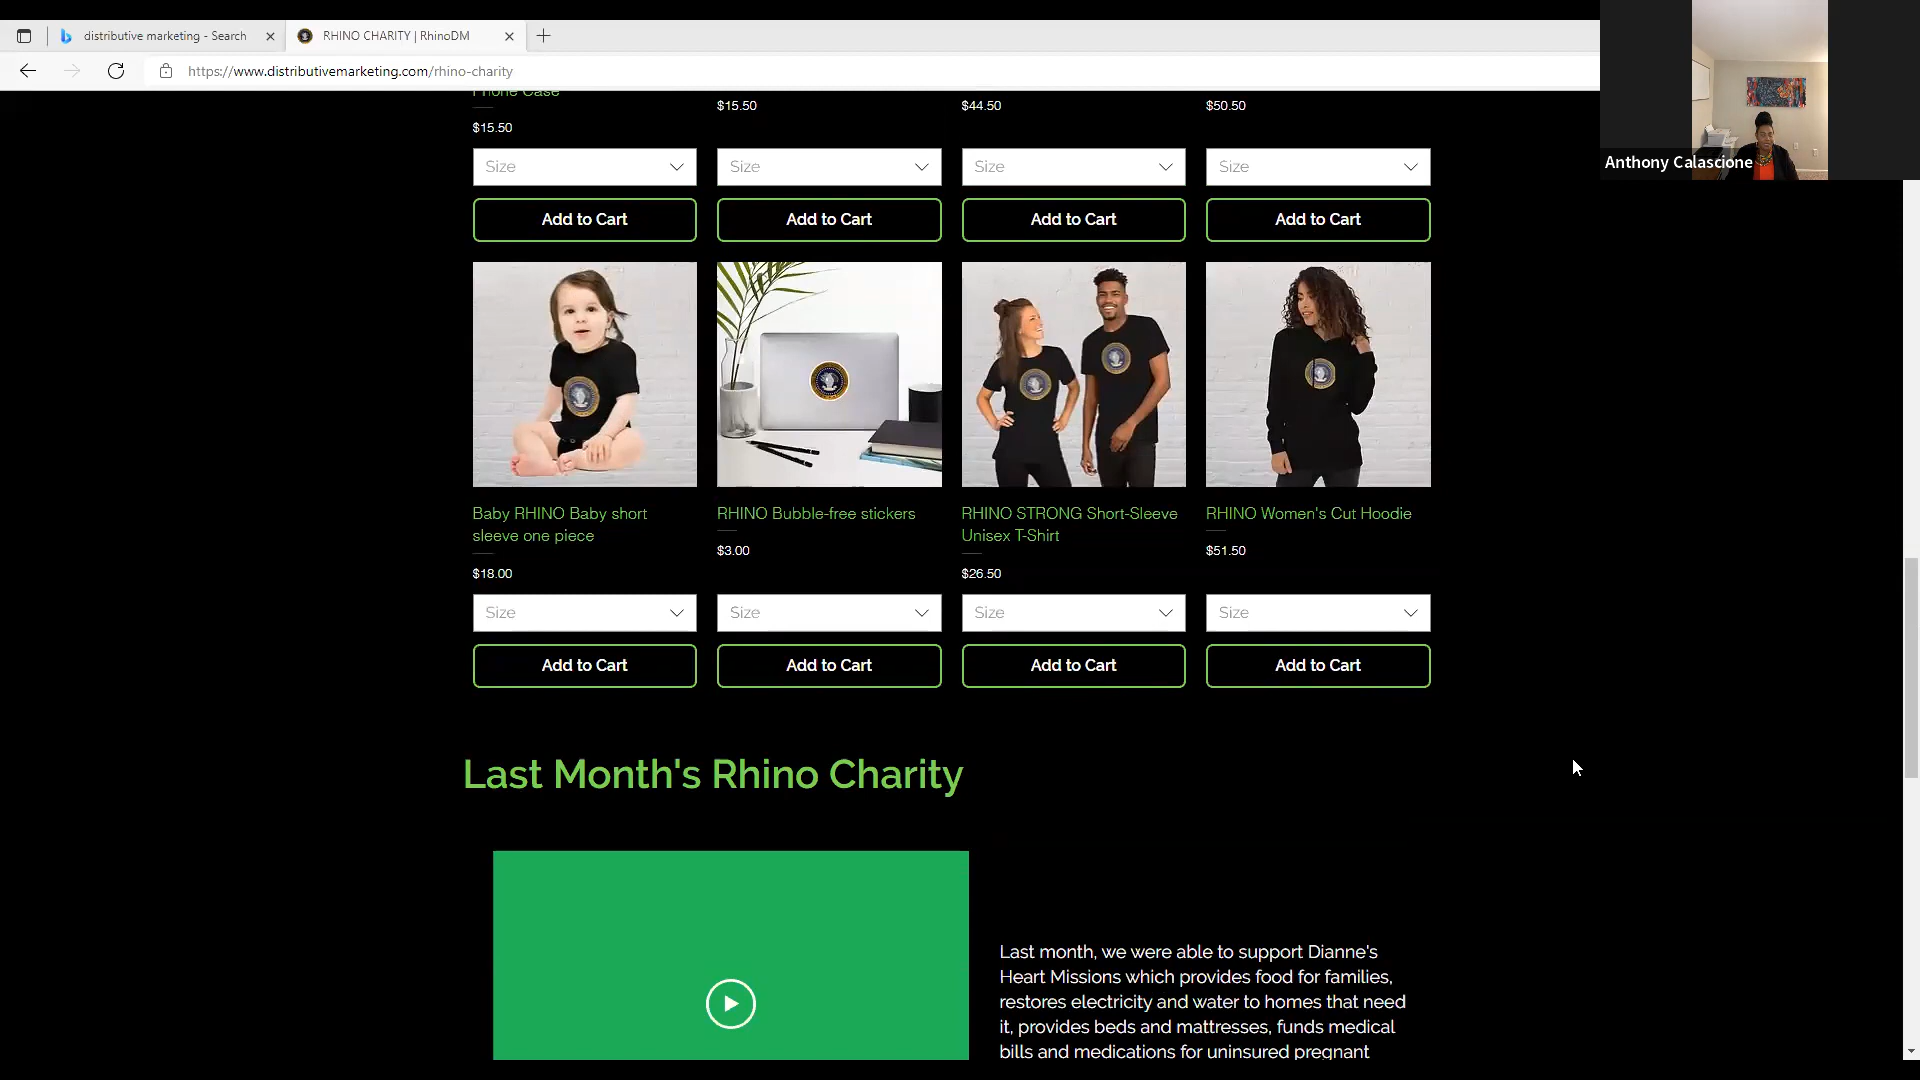 distributive marketing - Search
RHINO CHARITY | RhinoDM
https://www.distributivemarketing.com/rhino-charity
Anthony Calascione
Phone Case
$15.50
$15.50
$44.50
$50.50
Size
Size
Size
Size
Add to Cart
Add to Cart
Add to Cart
Add to Cart
Baby RHINO Baby short
sleeve one piece
$18.00
RHINO Bubble-free stickers
$3.00
RHINO STRONG Short-Sleeve
Unisex T-Shirt
$26.50
RHINO Women's Cut Hoodie
$51.50
Size
Size
Size
Size
Add to Cart
Add to Cart
Add to Cart
Add to Cart
Last Month's Rhino Charity
Last month, we were able to support Dianne's
Heart Missions which provides food for families,
restores electricity and water to homes that need
it, provides beds and mattresses, funds medical
bills and medications for uninsured pregnant